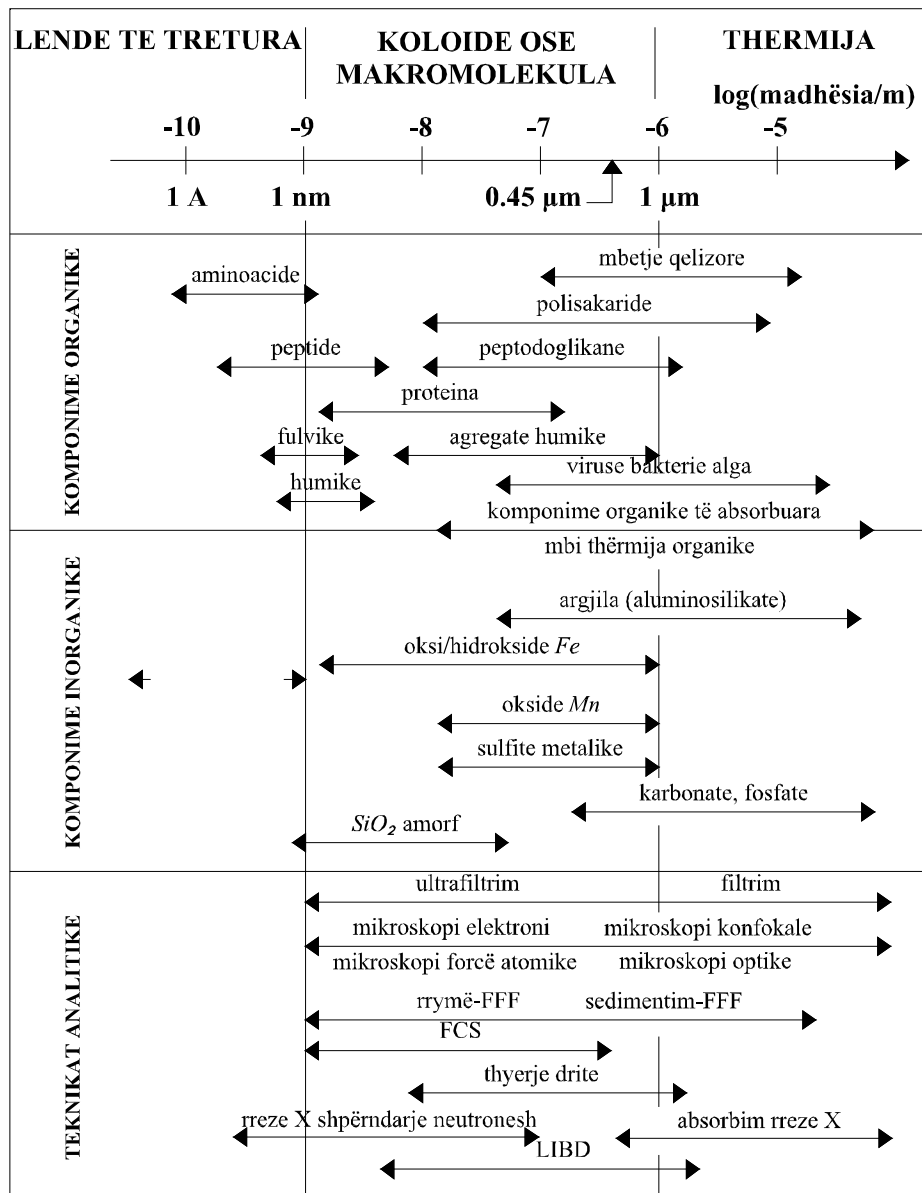 LENDE TE TRETURA
KOLOIDE OSE
MAKROMOLEKULA
THERMIJA
log(madhësia/m)
-10 -9 -8 -7 -6 -5
1 A 1 nm 0.45 µm 1 µm
KOMPONIME ORGANIKE
mbetje qelizore
aminoacide
polisakaride
peptide
peptodoglikane
proteina
fulvike
agregate humike
viruse bakterie alga
humike
komponime organike të absorbuara
mbi thërmija organike
KOMPONIME INORGANIKE
argjila (aluminosilikate)
oksi/hidrokside Fe
okside Mn
sulfite metalike
karbonate, fosfate
SiO₂ amorf
TEKNIKAT ANALITIKE
ultrafiltrim filtrim
mikroskopi elektroni mikroskopi konfokale
mikroskopi forcë atomike mikroskopi optike
rrymë-FFF sedimentim-FFF
FCS
thyerje drite
rreze X shpërndarje neutronesh absorbim rreze X
LIBD